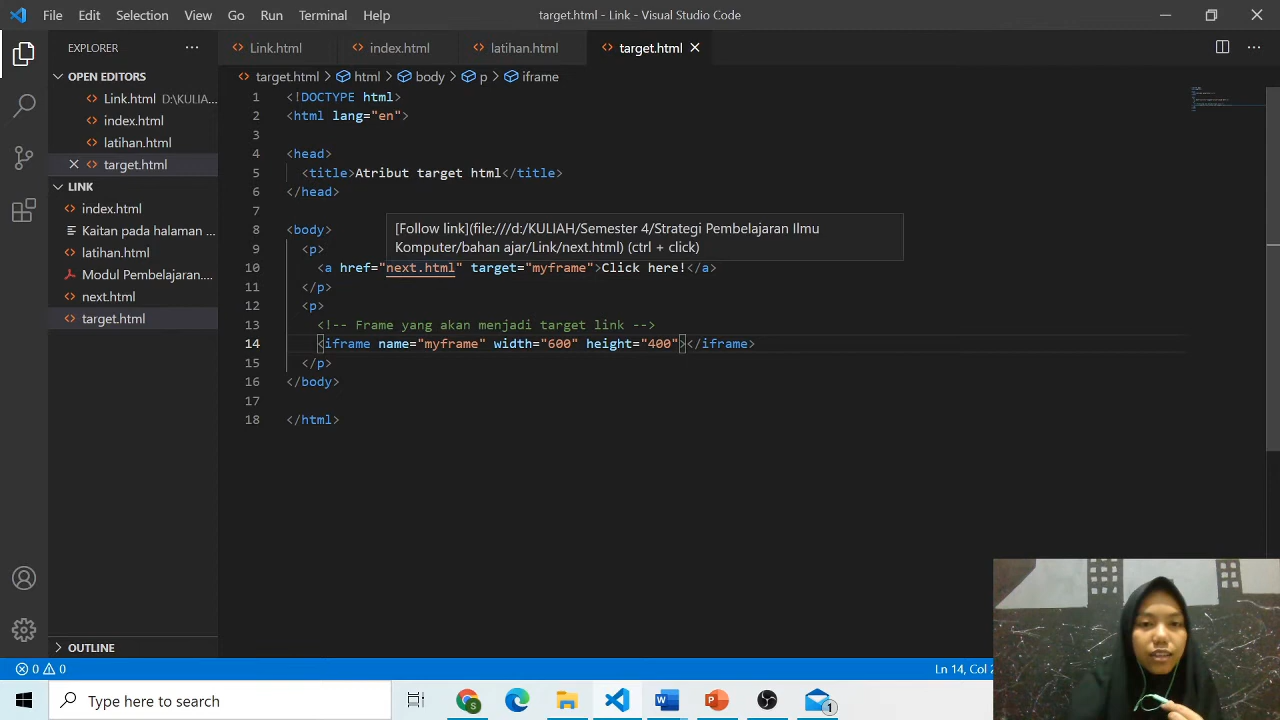 File Edit Selection View Go Run Terminal Help
target.html - Link - Visual Studio Code
EXPLORER
OPEN EDITORS
Link.html D:\KULIA...
index.html
latihan.html
target.html
LINK
index.html
Kaitan pada halaman
latihan.html
Modul Pembelajaran....
next.html
target.html
OUTLINE
Link.html index.html latihan.html target.html
target.html html body p iframe
1 <!DOCTYPE html>
2 <html lang="en">
3
4 <head>
5 <title>Atribut target html</title>
6 </head>
7
8 <body>
[Follow link](file:///d:/KULIAH/Semester 4/Strategi Pembelajaran Ilmu
Komputer/bahan ajar/Link/next.html) (ctrl + click)
9 <p>
10 <a href="next.html" target="myframe">Click here!</a>
11 </p>
12 <p>
13 <!-- Frame yang akan menjadi target link -->
14 <iframe name="myframe" width="600" height="400"></iframe>
15 </p>
16 </body>
17
18 </html>
0 0
Ln 14, Col
Type here to search
1